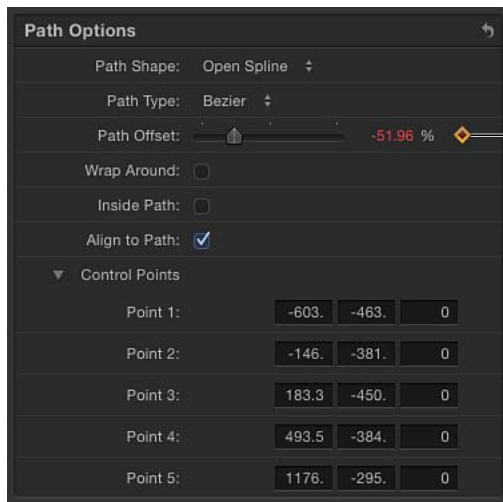 Path Options
Path Shape: Open Spline
Path Type: Bezier
Path Offset: -51.96 %
Wrap Around:
Inside Path:
Align to Path:
Control Points
Point 1: -603. -463. 0
Point 2: -146. -381. 0
Point 3: 183.3 -450. 0
Point 4: 493.5 -384. 0
Point 5: 1176. -295. 0